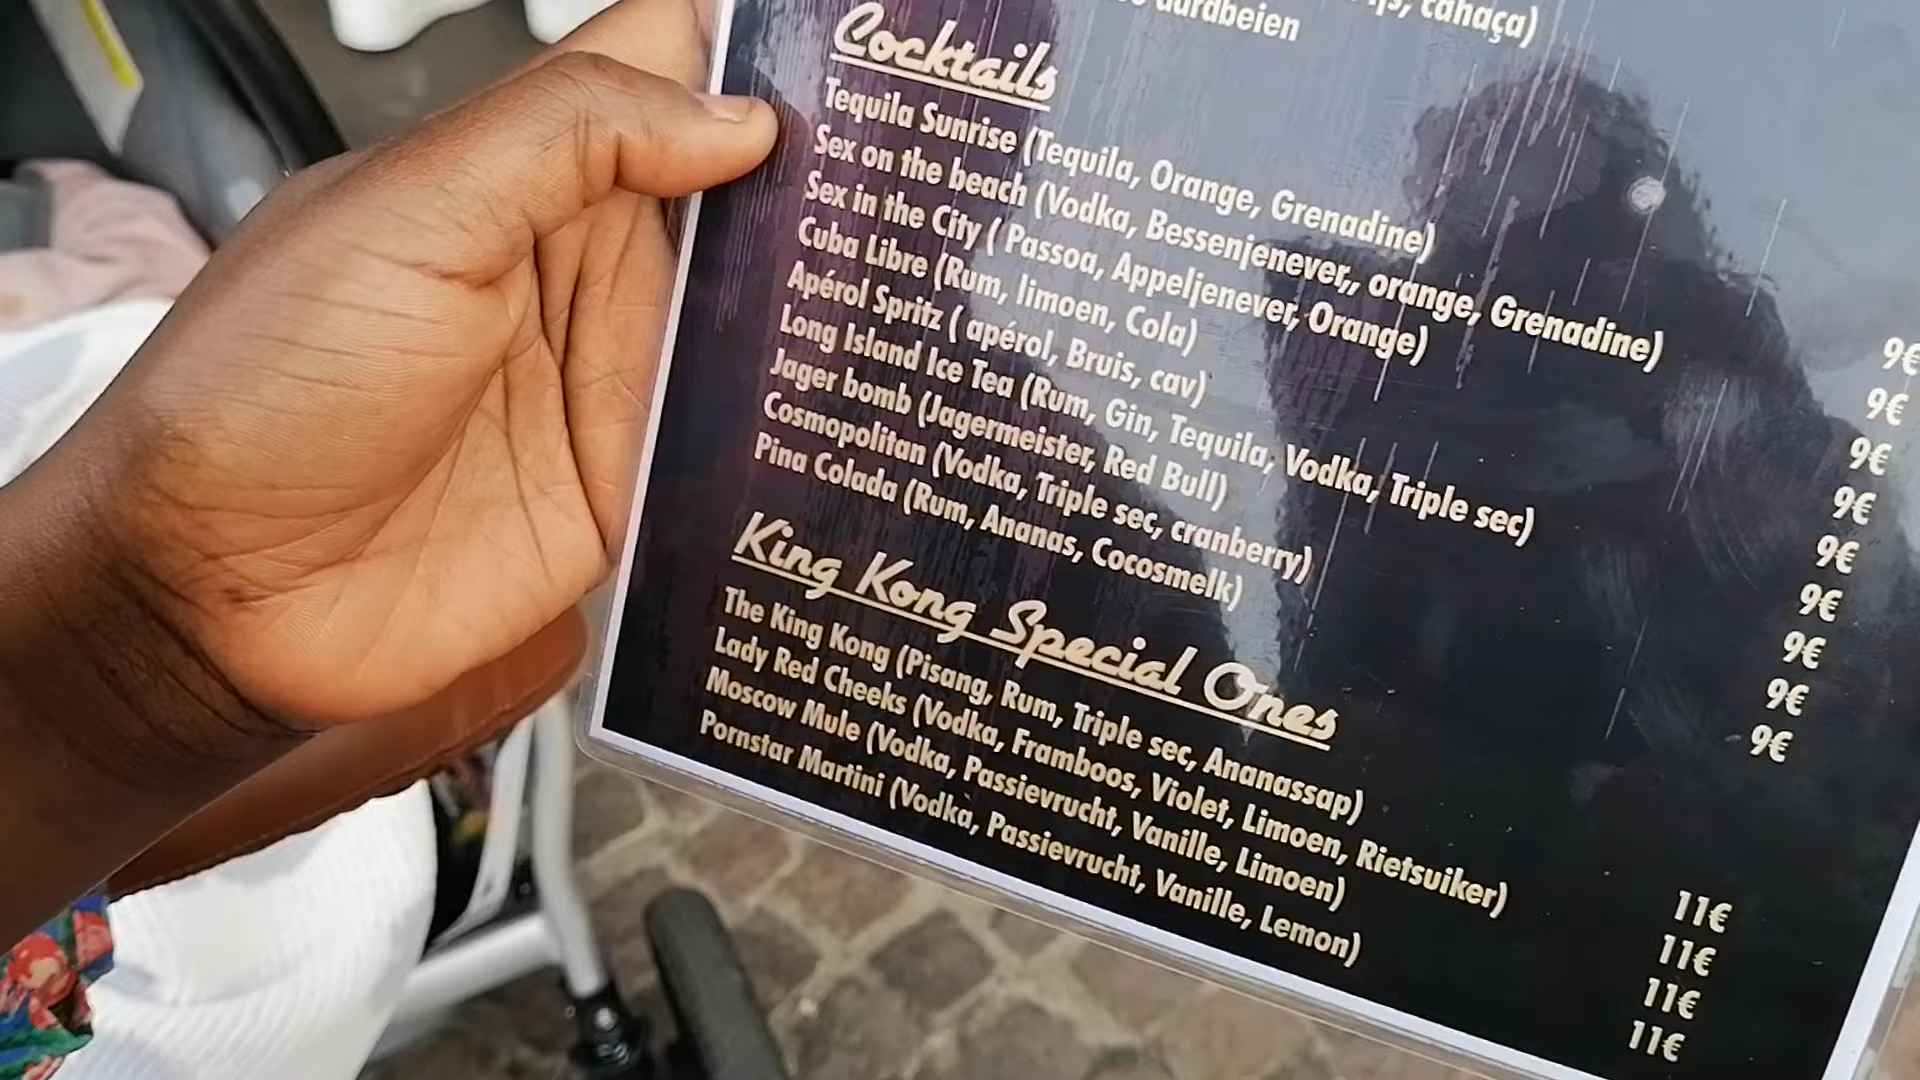 cahaça)
aardbeien
Cocktails
Tequila Sunrise (Tequila, Orange, Grenadine) 9€
Sex on the beach (Vodka, Bessenjenever,, orange, Grenadine) 9€
Sex in the City ( Passoa, Appeljenever, Orange) 9€
Cuba Libre (Rum, limoen, Cola) 9€
Apérol Spritz ( apérol, Bruis, cav) 9€
Long Island Ice Tea (Rum, Gin, Tequila, Vodka, Triple sec) 9€
Jager bomb (Jagermeister, Red Bull) 9€
Cosmopolitan (Vodka, Triple sec, cranberry) 9€
Pina Colada (Rum, Ananas, Cocosmelk) 9€
King Kong Special Ones
The King Kong (Pisang, Rum, Triple sec, Ananassap) 11€
Lady Red Cheeks (Vodka, Framboos, Violet, Limoen, Rietsuiker) 11€
Moscow Mule (Vodka, Passievrucht, Vanille, Limoen) 11€
Pornstar Martini (Vodka, Passievrucht, Vanille, Lemon) 11€